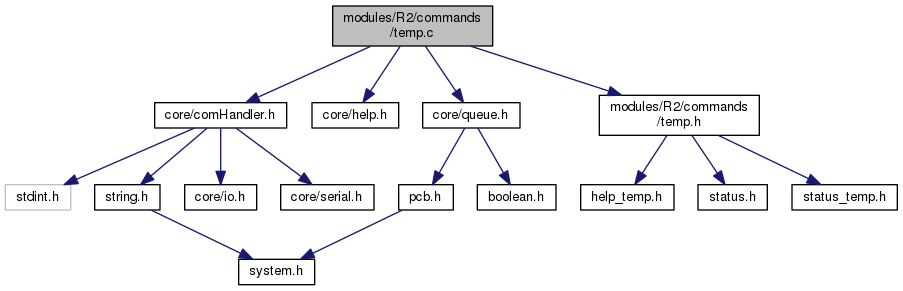 modules/R2/commands
/temp.c
core/comHandler.h
core/help.h
core/queue.h
modules/R2/commands
/temp.h
stdint.h
string.h
core/io.h
core/serial.h
pcb.h
boolean.h
help_temp.h
status.h
status_temp.h
system.h